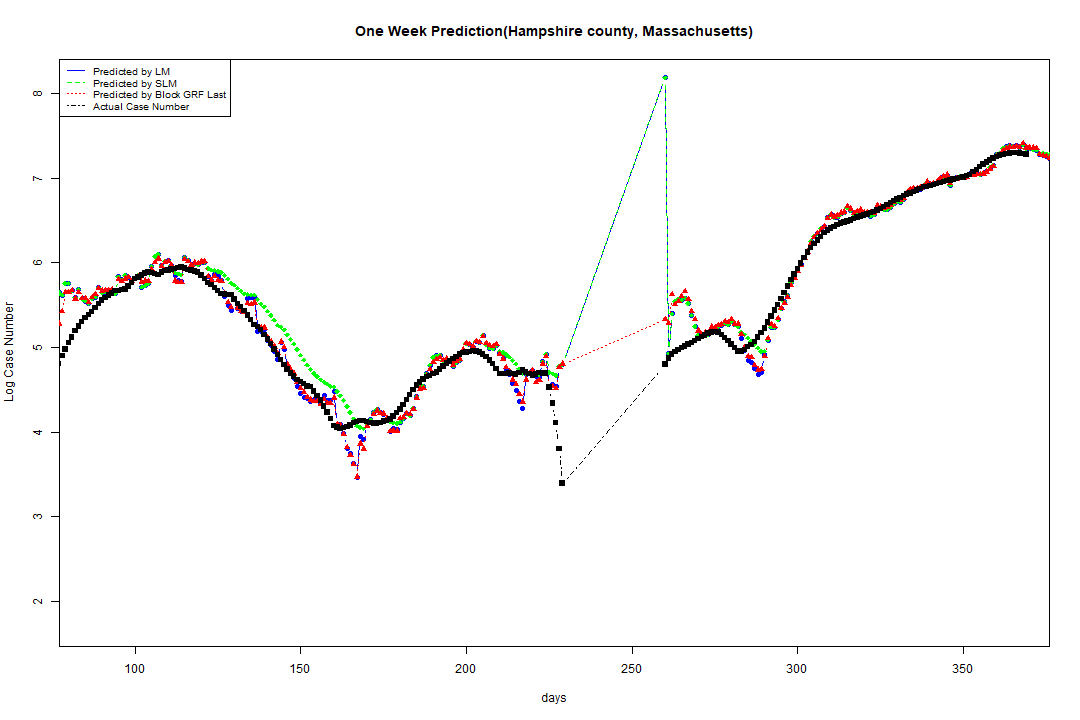 One Week Prediction(Hampshire county, Massachusetts)
Predicted by LM
Predicted by SLM
Predicted by Block GRF Last
Actual Case Number
8
7
6
5
4
3
2
Log Case Number
100 150 200 250 300 350
days